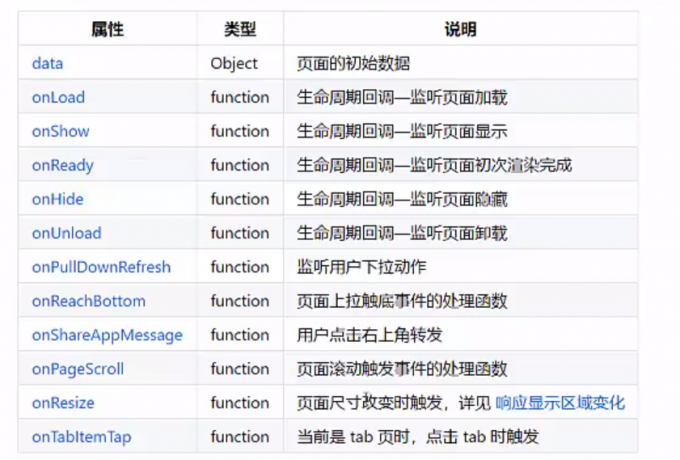 属性 类型 说明
data Object 页面的初始数据
onLoad function 生命周期回调—监听页面加载
onShow function 生命周期回调—监听页面显示
onReady function 生命周期回调—监听页面初次渲染完成
onHide function 生命周期回调—监听页面隐藏
onUnload function 生命周期回调—监听页面卸载
onPullDownRefresh function 监听用户下拉动作
onReachBottom function 页面上拉触底事件的处理函数
onShareAppMessage function 用户点击右上角转发
onPageScroll function 页面滚动触发事件的处理函数
onResize function 页面尺寸改变时触发，详见 响应显示区域变化
onTabItemTap function 当前是 tab 页时，点击 tab 时触发